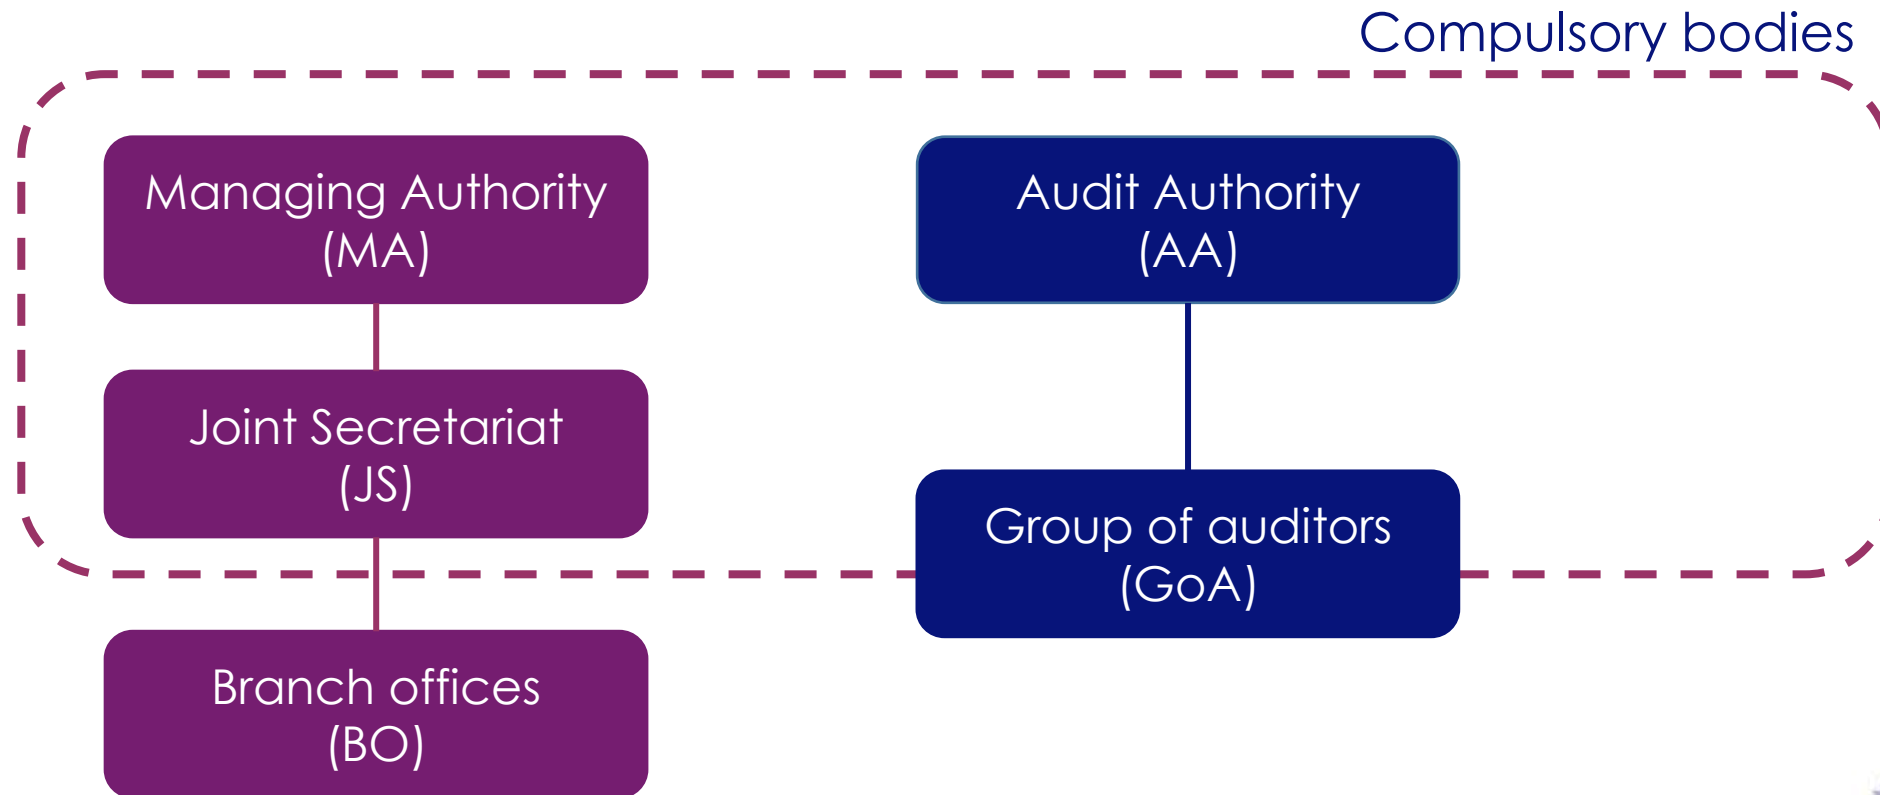 Compulsory bodies
Managing Authority
(MA)
Audit Authority
(AA)
Joint Secretariat
(JS)
Group of auditors
(GoA)
Branch offices
(BO)